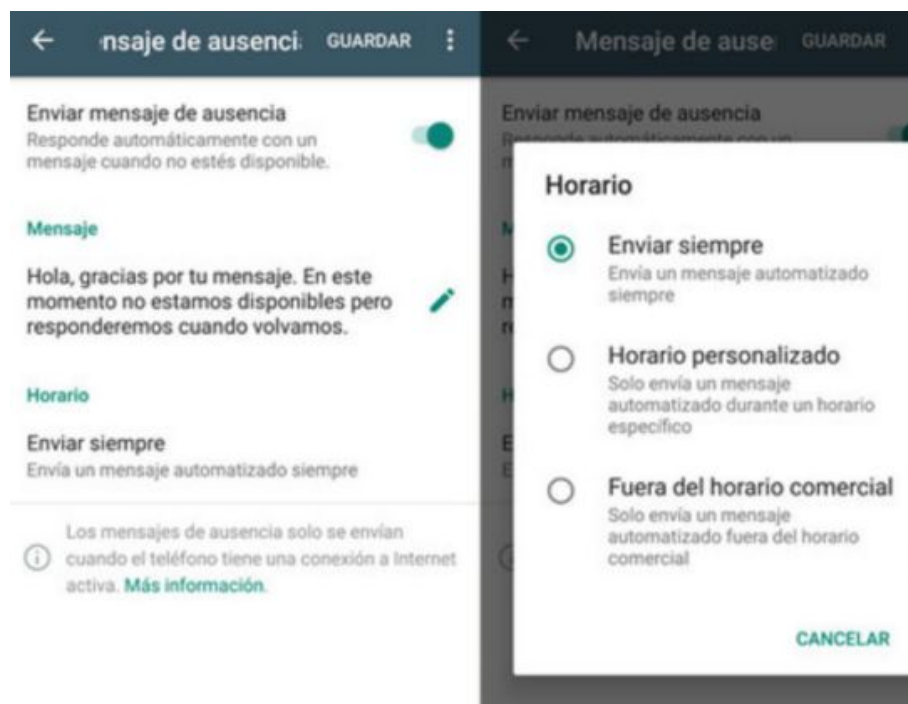 nsaje de ausenci
GUARDAR
Enviar mensaje de ausencia
Responde automáticamente con un
mensaje cuando no estés disponible.
Mensaje
Hola, gracias por tu mensaje. En este
momento no estamos disponibles pero
responderemos cuando volvamos.
Horario
Enviar siempre
Envía un mensaje automatizado siempre
Los mensajes de ausencia solo se envían
cuando el teléfono tiene una conexión a Internet
activa. Más información.
Mensaje de ause
GUARDAR
Enviar mensaje de ausencia
Horario
Enviar siempre
Envía un mensaje automatizado
siempre
Horario personalizado
Solo envía un mensaje
automatizado durante un horario
específico
Fuera del horario comercial
Solo envía un mensaje
automatizado fuera del horario
comercial
CANCELAR